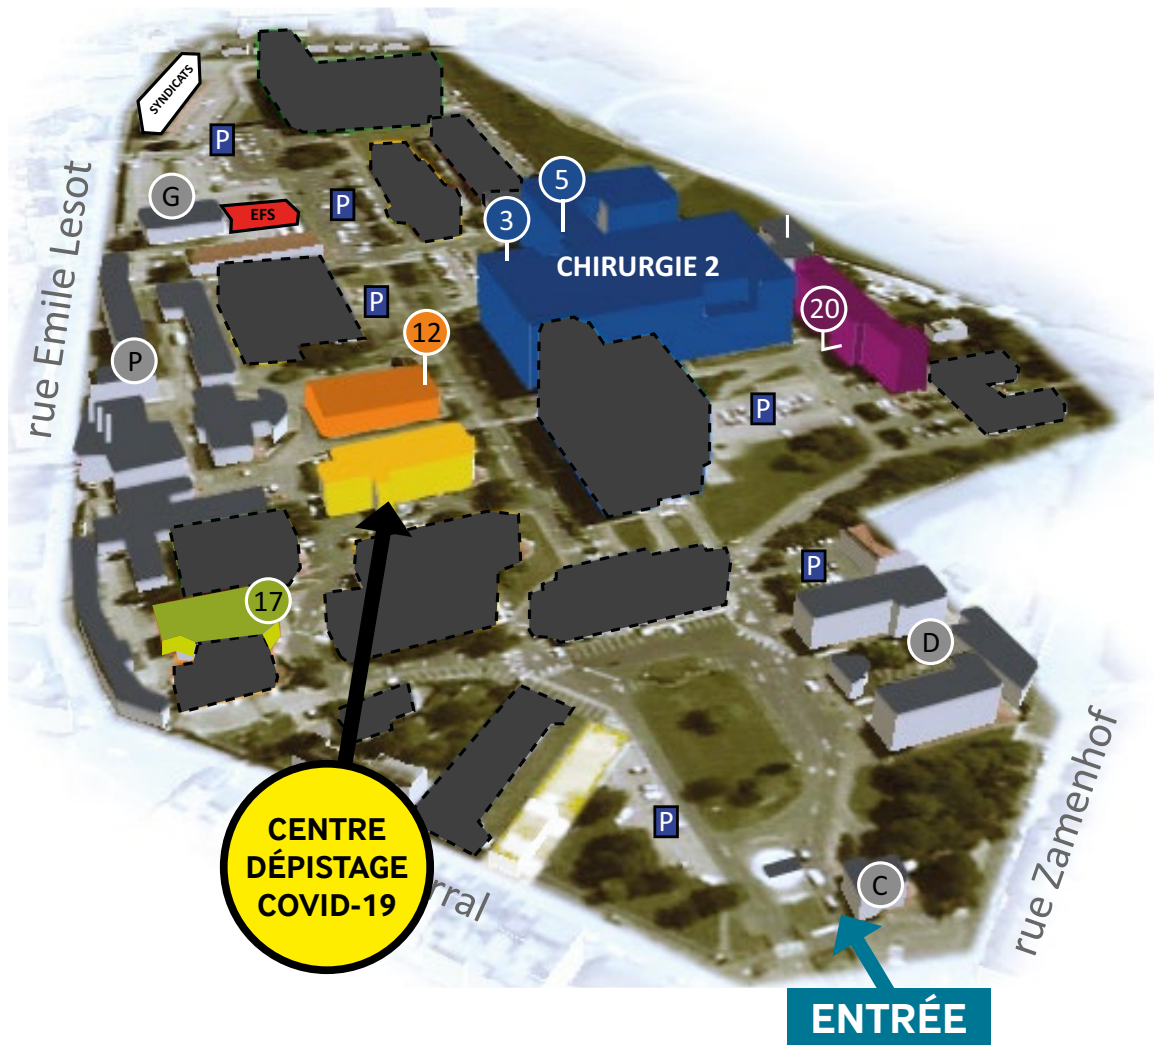 SYNDICATS
P
G
EFS
P
5
3
CHIRURGIE 2
rue Emile Lesot
P
12
20
P
P
17
P
D
CENTRE
DÉPISTAGE
COVID-19
P
C
rue Zamenhof
ENTRÉE